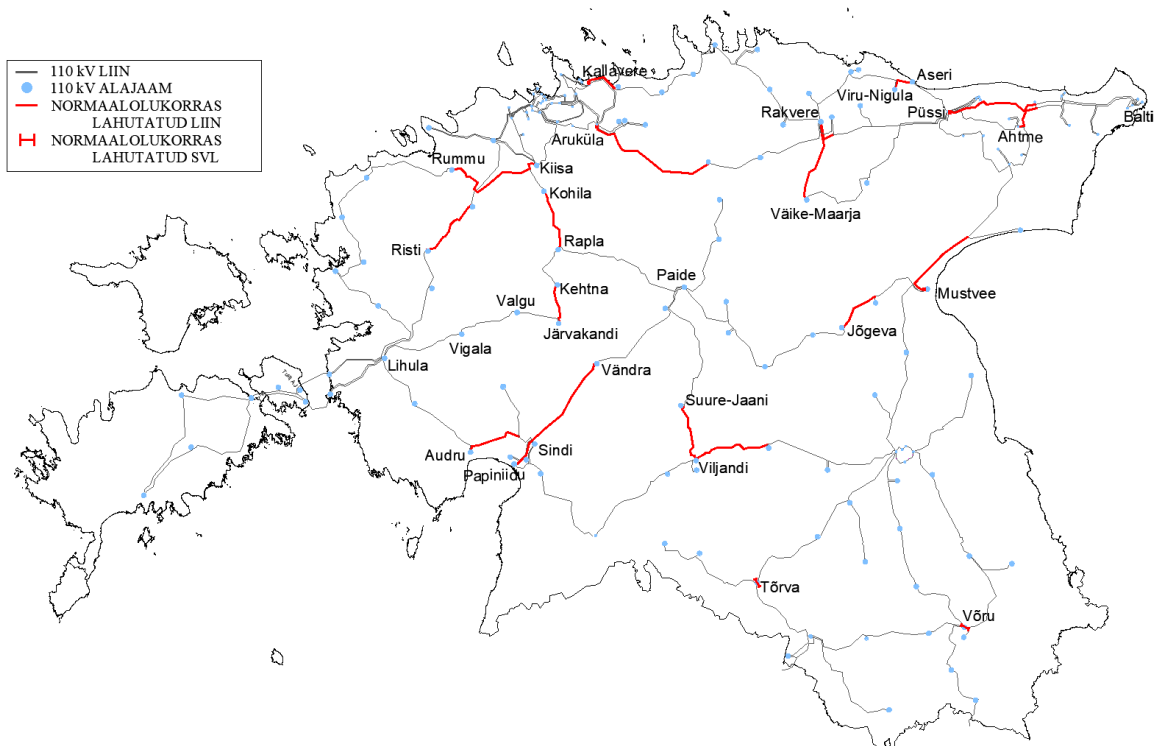 110 kV LIIN
110 kV ALAJAAM
NORMAALOLUKORRAS
LAHUTATUD LIIN
NORMAALOLUKORRAS
LAHUTATUD SVL
Kallavere
Aseri
Viru-Nigula
Rakvere
Püssi
Balti
Aruküla
Ahtme
Rummu
Kiisa
Kohila
Väike-Maarja
Risti
Rapla
Paide
Kehtna
Mustvee
Valgu
Järvakandi
Jõgeva
Vigala
Lihula
Vändra
Suure-Jaani
Sindi
Audru
Papiniidu
Viljandi
Tõrva
Võru